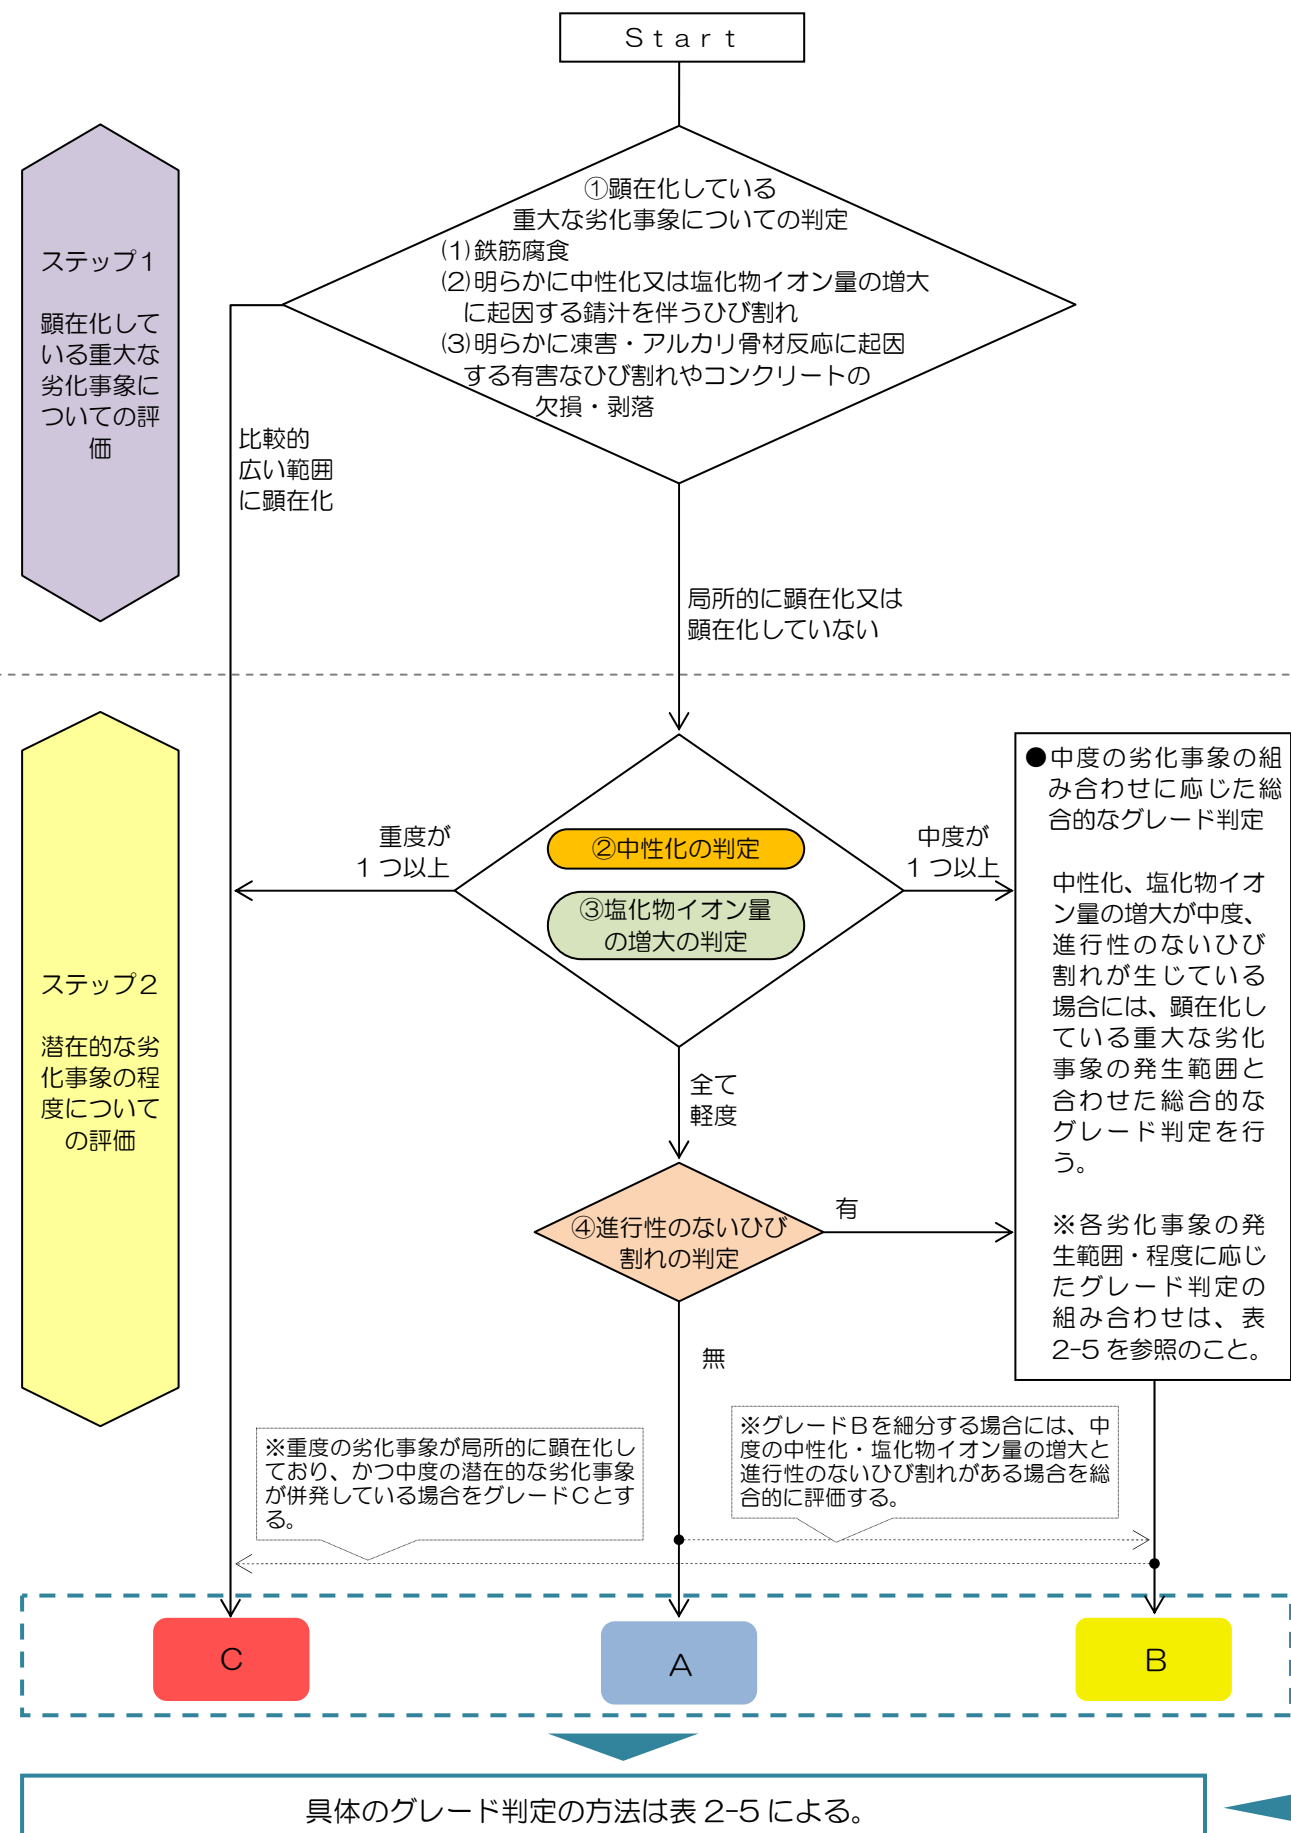 Ｓｔａｒｔ
ステップ１
顕在化して
いる重大な
劣化事象に
ついての評
価
①顕在化している
重大な劣化事象についての判定
(1)鉄筋腐食
(2)明らかに中性化又は塩化物イオン量の増大
に起因する錆汁を伴うひび割れ
(3)明らかに凍害・アルカリ骨材反応に起因
する有害なひび割れやコンクリートの
欠損・剥落
比較的
広い範囲
に顕在化
局所的に顕在化又は
顕在化していない
ステップ２
潜在的な劣
化事象の程
度について
の評価
重度が
１つ以上
②中性化の判定
③塩化物イオン量
の増大の判定
中度が
１つ以上
全て
軽度
④進行性のないひび
割れの判定
有
無
●中度の劣化事象の組
み合わせに応じた総
合的なグレード判定
中性化、塩化物イオ
ン量の増大が中度、
進行性のないひび
割れが生じている
場合には、顕在化し
ている重大な劣化
事象の発生範囲と
合わせた総合的な
グレード判定を行
う。
※各劣化事象の発
生範囲・程度に応じ
たグレード判定の
組み合わせは、表
2-5を参照のこと。
※重度の劣化事象が局所的に顕在化し
ており、かつ中度の潜在的な劣化事象
が併発している場合をグレードＣとす
る。
※グレードＢを細分する場合には、中
度の中性化・塩化物イオン量の増大と
進行性のないひび割れがある場合を総
合的に評価する。
Ｃ
Ａ
Ｂ
具体のグレード判定の方法は表 2-5 による。